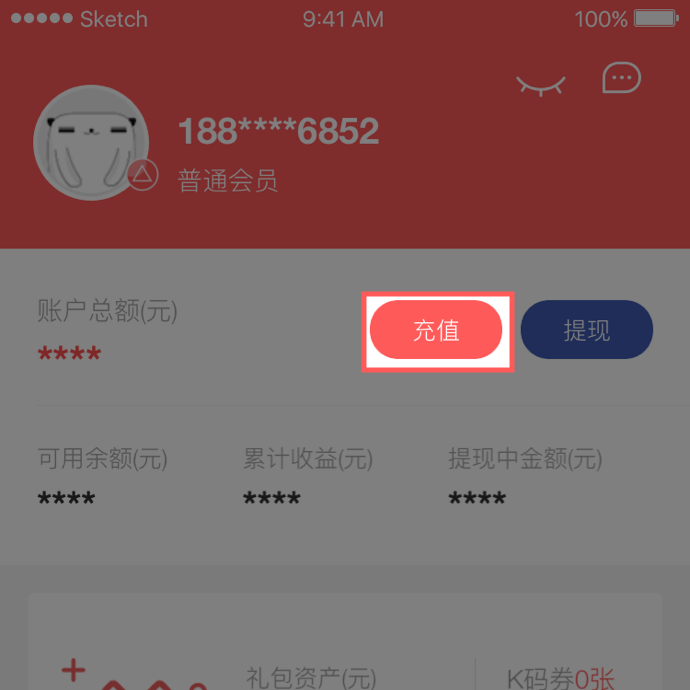 Sketch 9:41 AM 100%
188****6852
普通会员
账户总额(元)
****
充值 提现
可用余额(元) 累计收益(元) 提现中金额(元)
**** **** ****
礼包资产(元) K码券0张